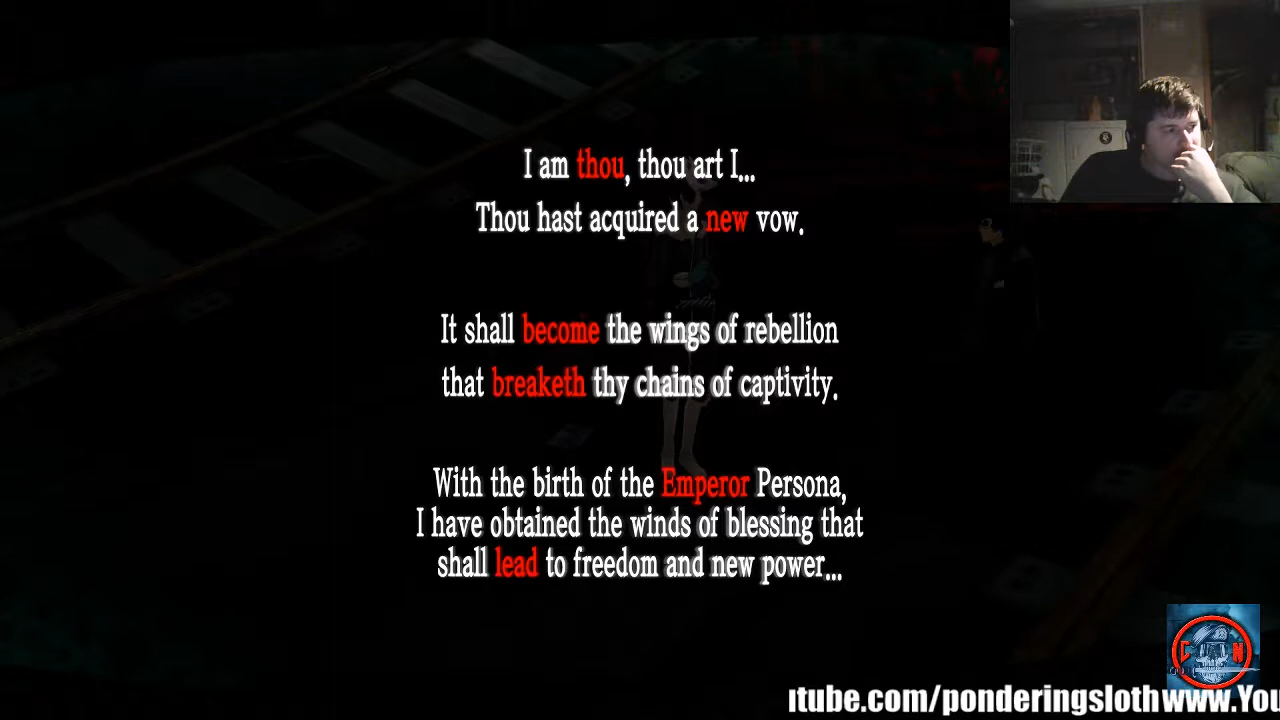 I am thou, thou art I...
Thou hast acquired a new vow.
It shall become the wings of rebellion
that breaketh thy chains of captivity.
With the birth of the Emperor Persona,
I have obtained the winds of blessing that
shall lead to freedom and new power...
utube.com/ponderingslothwww.You